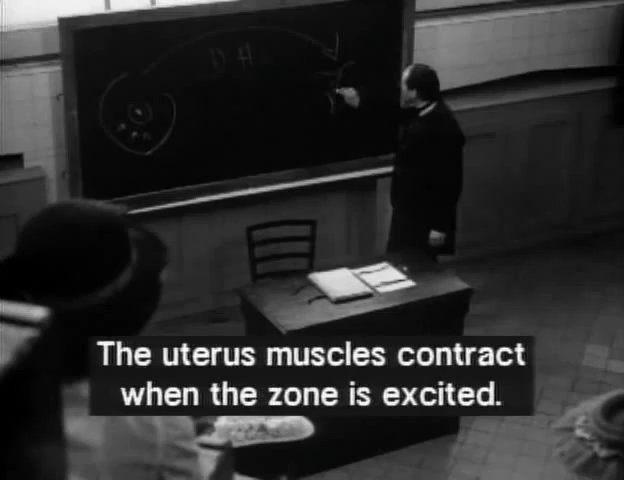 The uterus muscles contract
when the zone is excited.